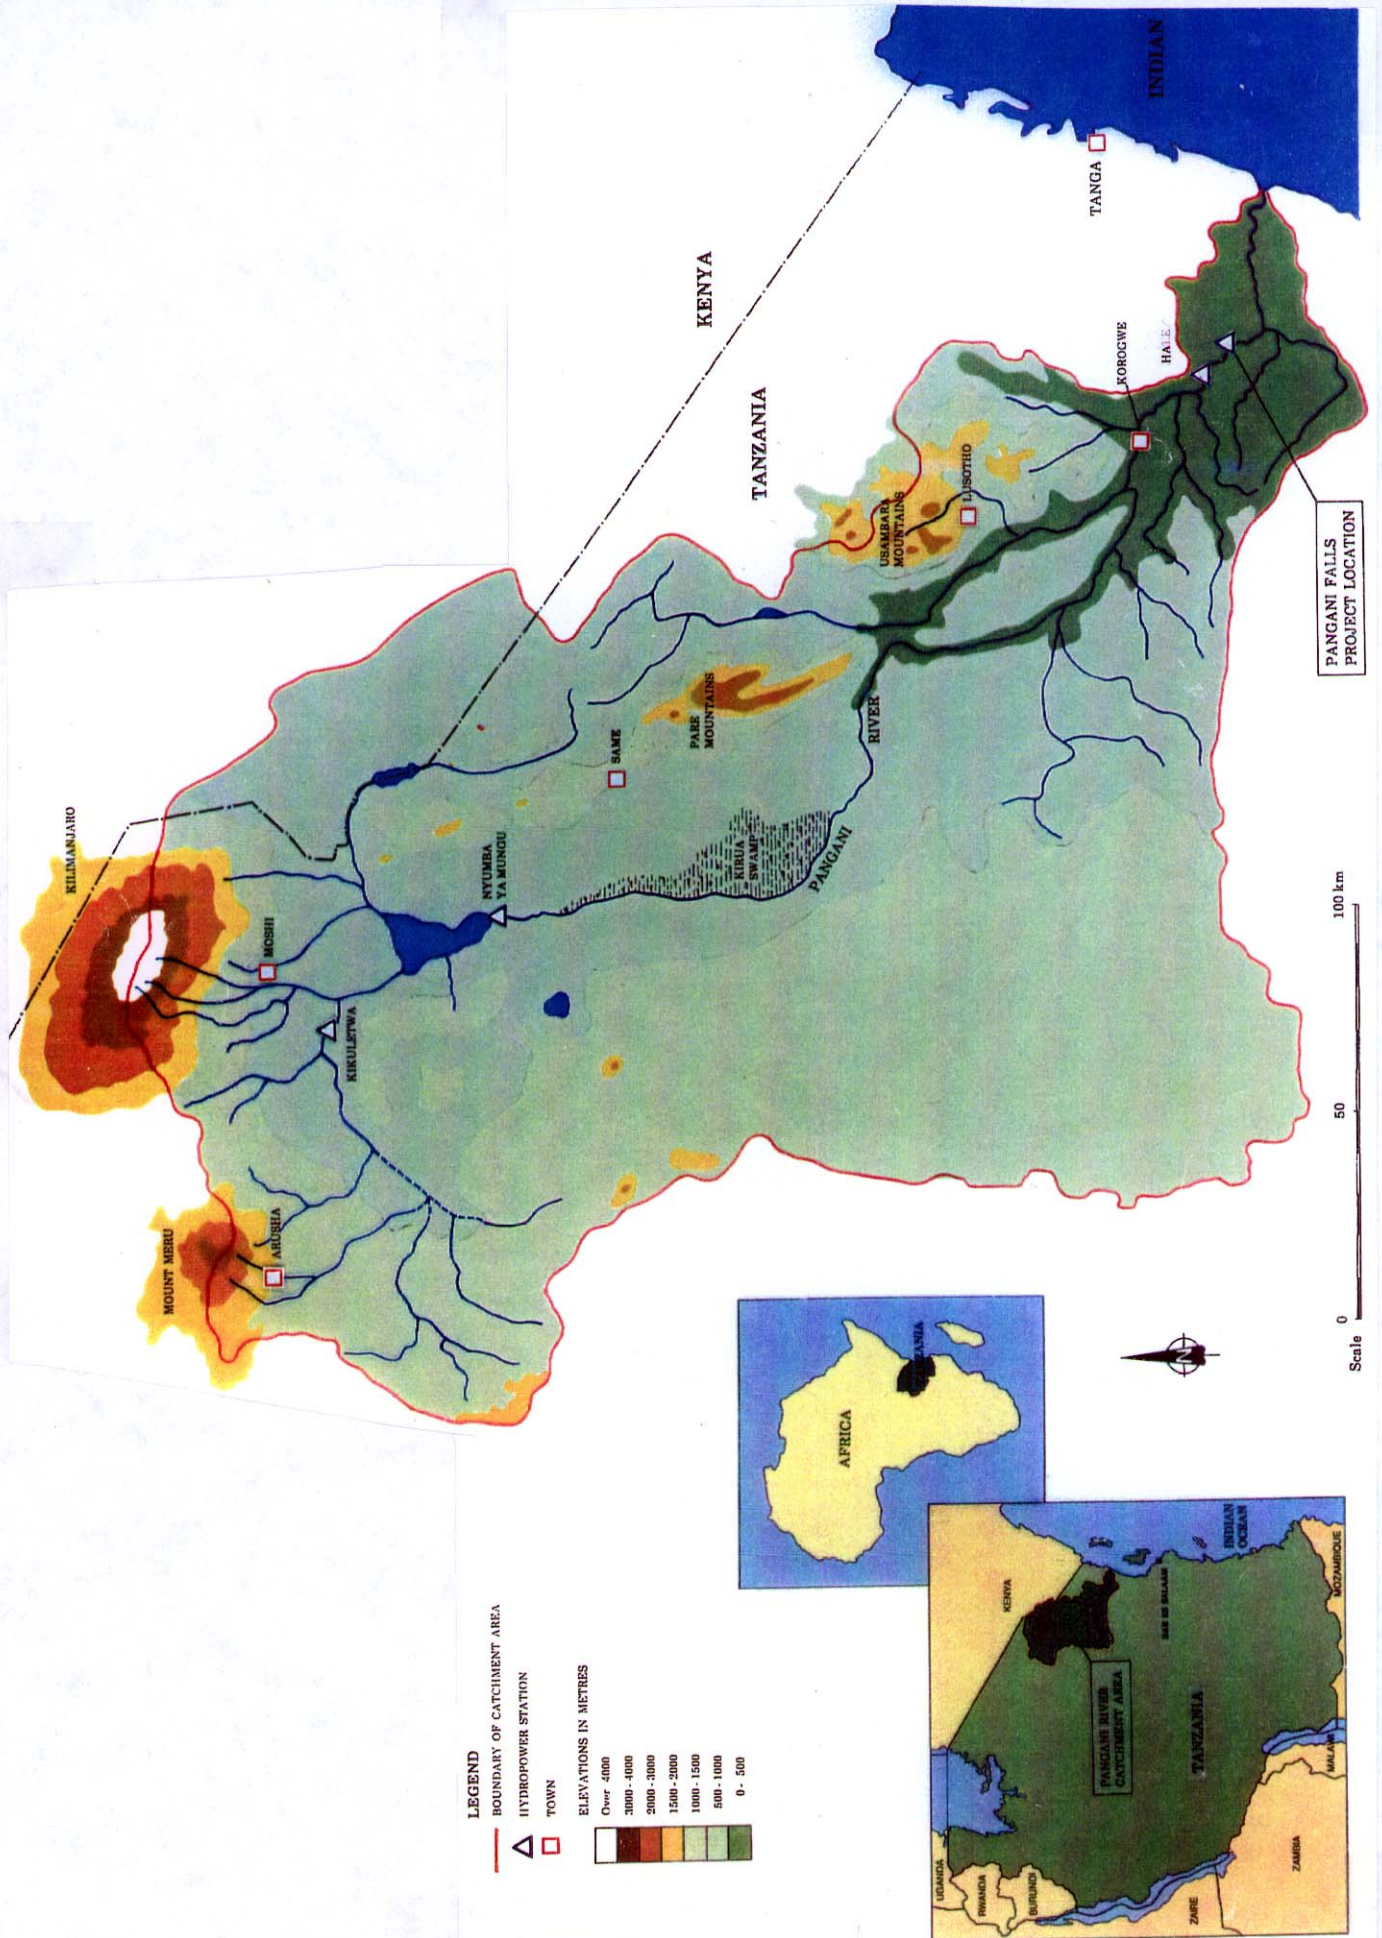 KILIMANJARO
MOUNT MERU
MOSHI
ARUSHA
KIKULETWA
NYUMBA
YA MUNGU
SAME
PARE
MOUNTAINS
KIRUA
SWAMP
PANGANI
RIVER
USAMBARA
MOUNTAINS
LUSOTHO
KENYA
TANZANIA
KOROGWE
HALE
TANGA
INDIAN
PANGANI FALLS
PROJECT LOCATION
Scale
0
50
100 km
N
LEGEND
BOUNDARY OF CATCHMENT AREA
HYDROPOWER STATION
TOWN
ELEVATIONS IN METRES
Over 4000
3000 - 4000
2000 - 3000
1500 - 2000
1000 - 1500
500 - 1000
0 - 500
AFRICA
TANZANIA
UGANDA
RWANDA
BURUNDI
ZAIRE
ZAMBIA
MALAWI
MOZAMBIQUE
KENYA
INDIAN
OCEAN
DAR ES SALAAM
TANZANIA
PANGANI RIVER
CATCHMENT AREA